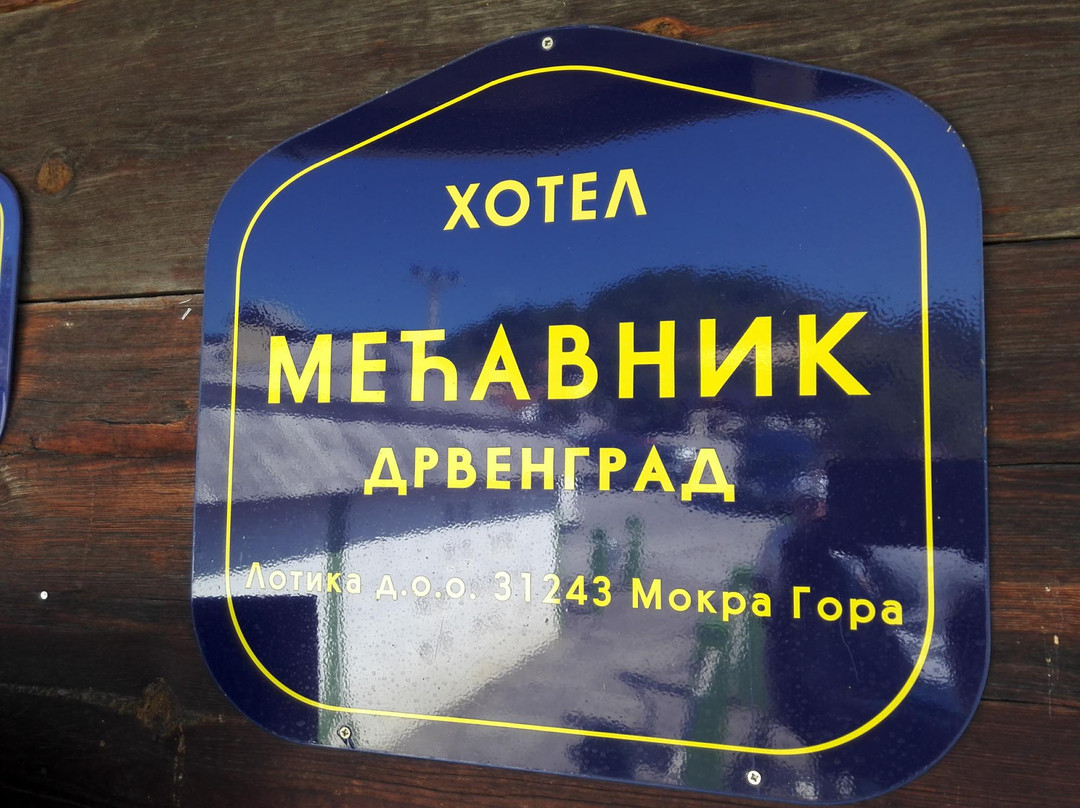 ХОТЕЛ
МЕЋАВНИК
ДРВЕНГРАД
Лотика д.о.о. 31243 Мокра Гора